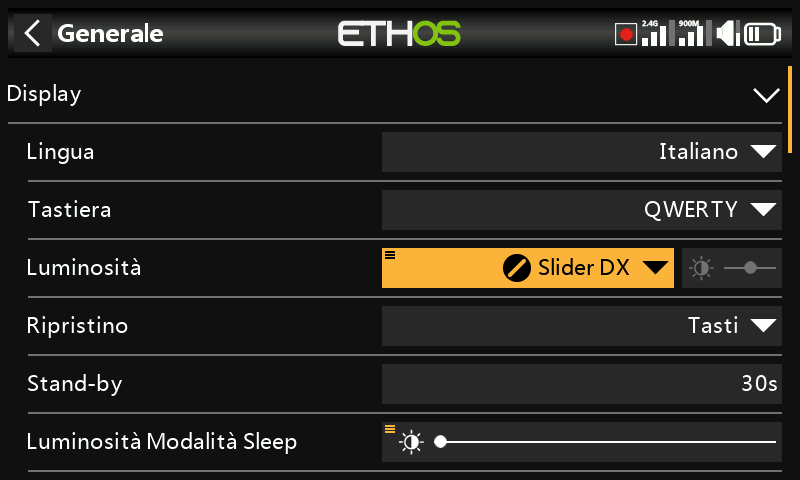 Generale
ETHOS
2.4G
900M
Display
Lingua
Italiano
Tastiera
QWERTY
Luminosità
Slider DX
Ripristino
Tasti
Stand-by
30s
Luminosità Modalità Sleep